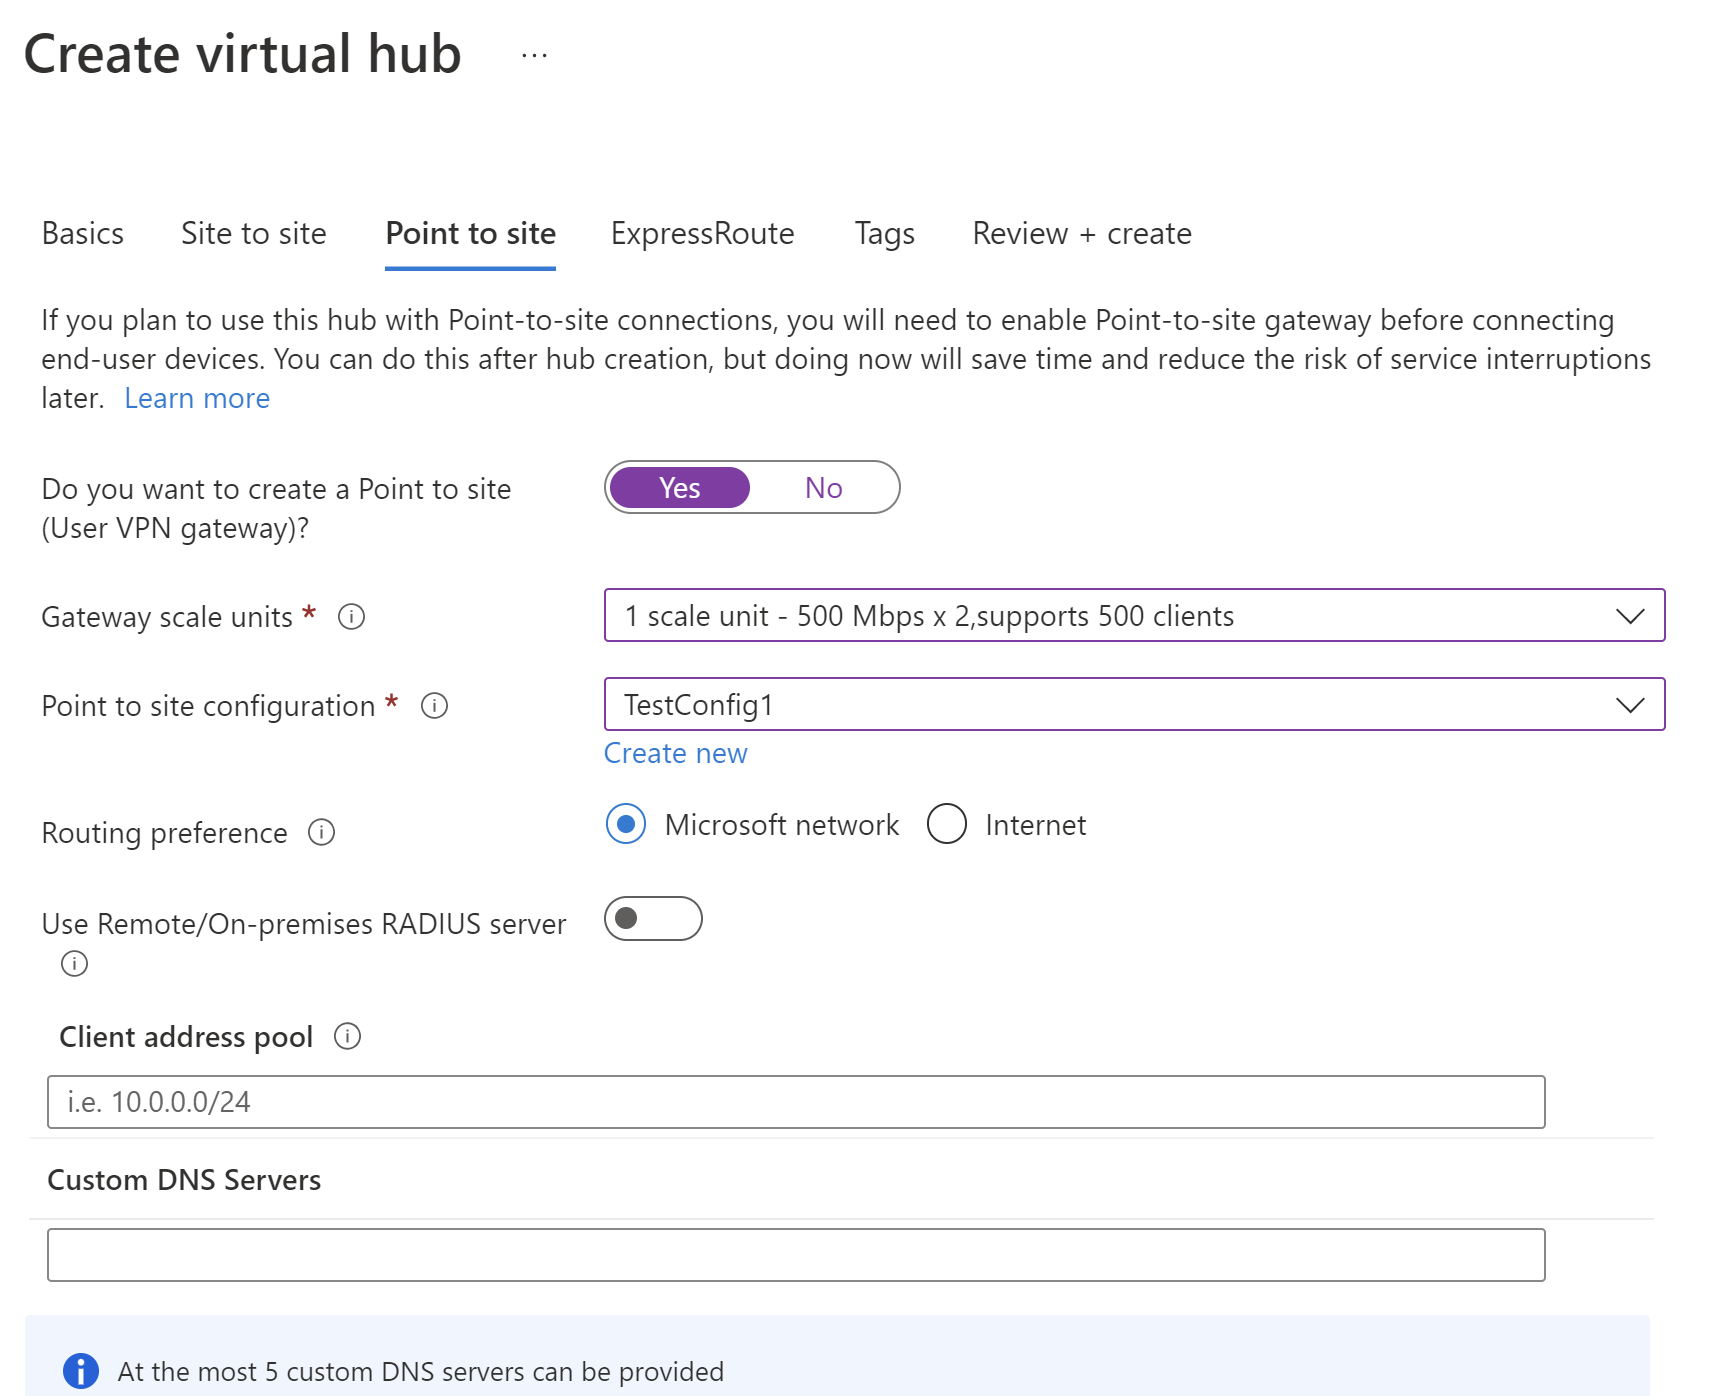 Create virtual hub ...
Basics Site to site Point to site ExpressRoute Tags Review + create
If you plan to use this hub with Point-to-site connections, you will need to enable Point-to-site gateway before connecting
end-user devices. You can do this after hub creation, but doing now will save time and reduce the risk of service interruptions
later. Learn more
Do you want to create a Point to site
(User VPN gateway)?
Yes No
Gateway scale units *
1 scale unit - 500 Mbps x 2,supports 500 clients
Point to site configuration *
TestConfig1
Create new
Routing preference
Microsoft network Internet
Use Remote/On-premises RADIUS server
Client address pool
i.e. 10.0.0.0/24
Custom DNS Servers
At the most 5 custom DNS servers can be provided